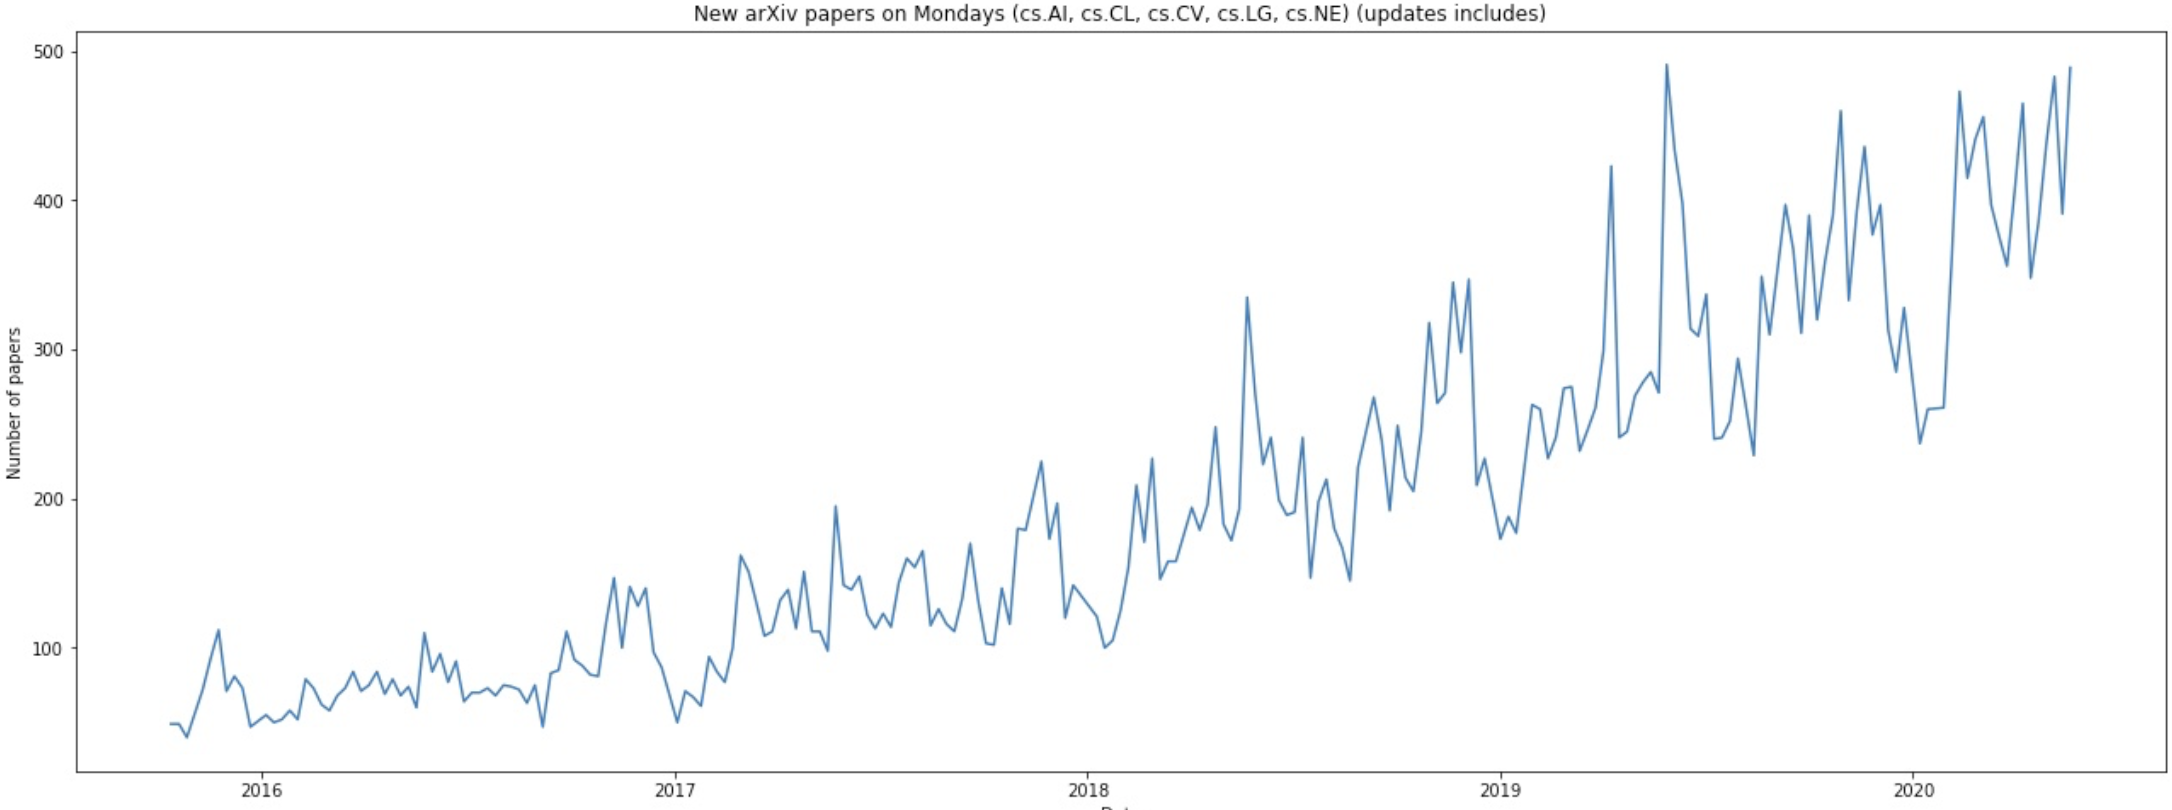 New arXiv papers on Mondays (cs.AI, cs.CL, cs.CV, cs.LG, cs.NE) (updates includes)
500
400
300
200
100
Number of papers
2016 2017 2018 2019 2020